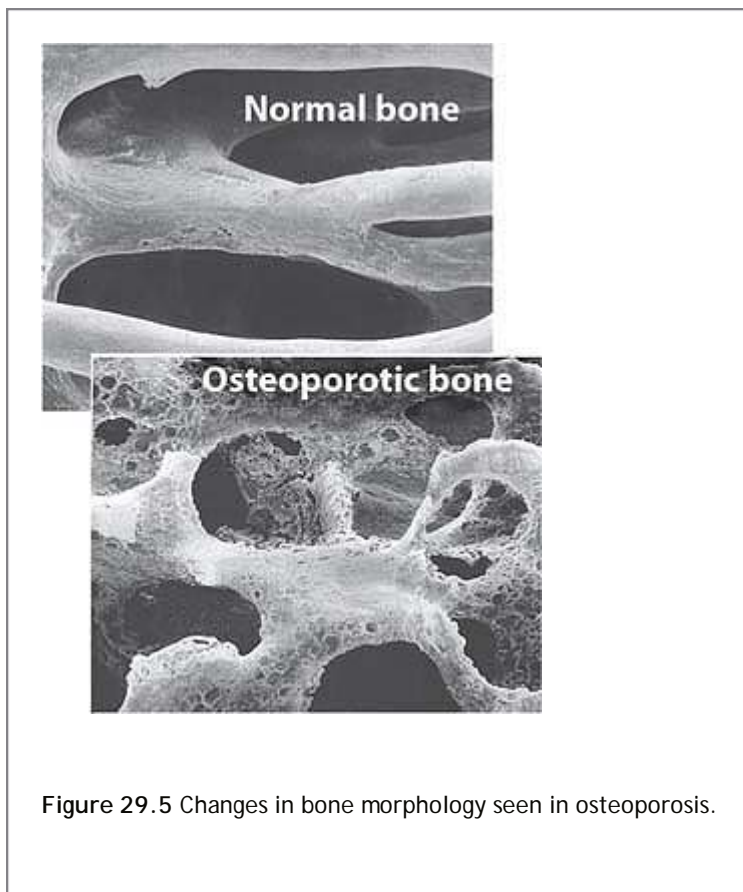 Normal bone
Osteoporotic bone
Figure 29.5 Changes in bone morphology seen in osteoporosis.